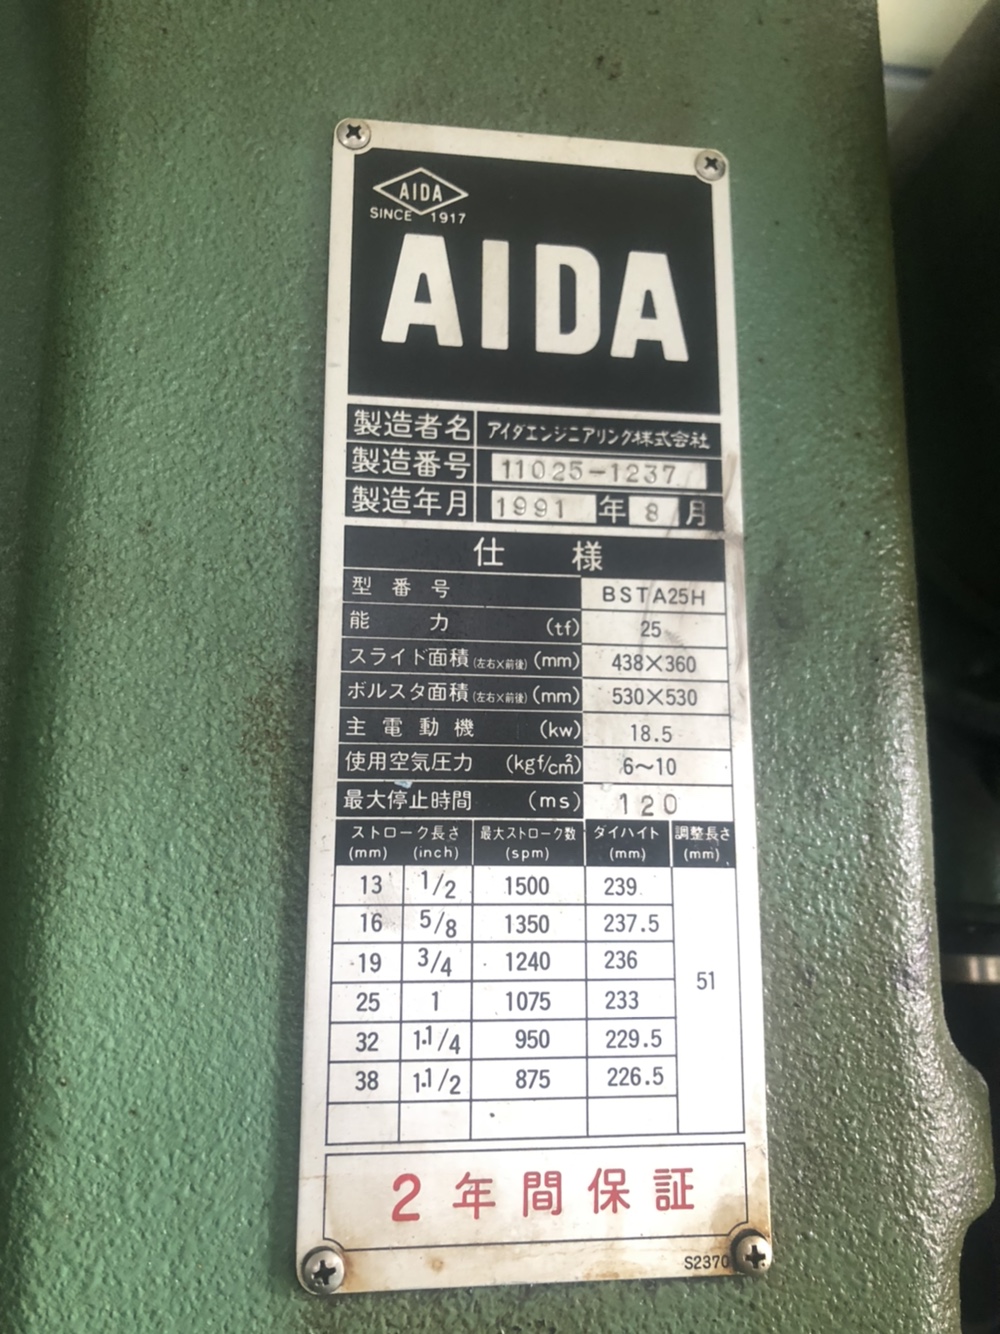 AIDA
SINCE 1917
AIDA
製造者名 アイダエンジニアリング株式会社
製造番号 11025-1237
製造年月 1991 年 8 月
仕様
型番号 BSTA25H
能力 (tf) 25
スライド面積(左右×前後)(mm) 438×360
ボルスタ面積(左右×前後)(mm) 530×530
主電動機 (kw) 18.5
使用空気圧力 (kgf/cm²) 6〜10
最大停止時間 (ms) 120
ストローク長さ 最大ストローク数 ダイハイト 調整長さ
(mm) (inch) (spm) (mm) (mm)
13 1/2 1500 239
16 5/8 1350 237.5
19 3/4 1240 236
51
25 1 1075 233
32 1·1/4 950 229.5
38 1·1/2 875 226.5
2年間保証
S2370